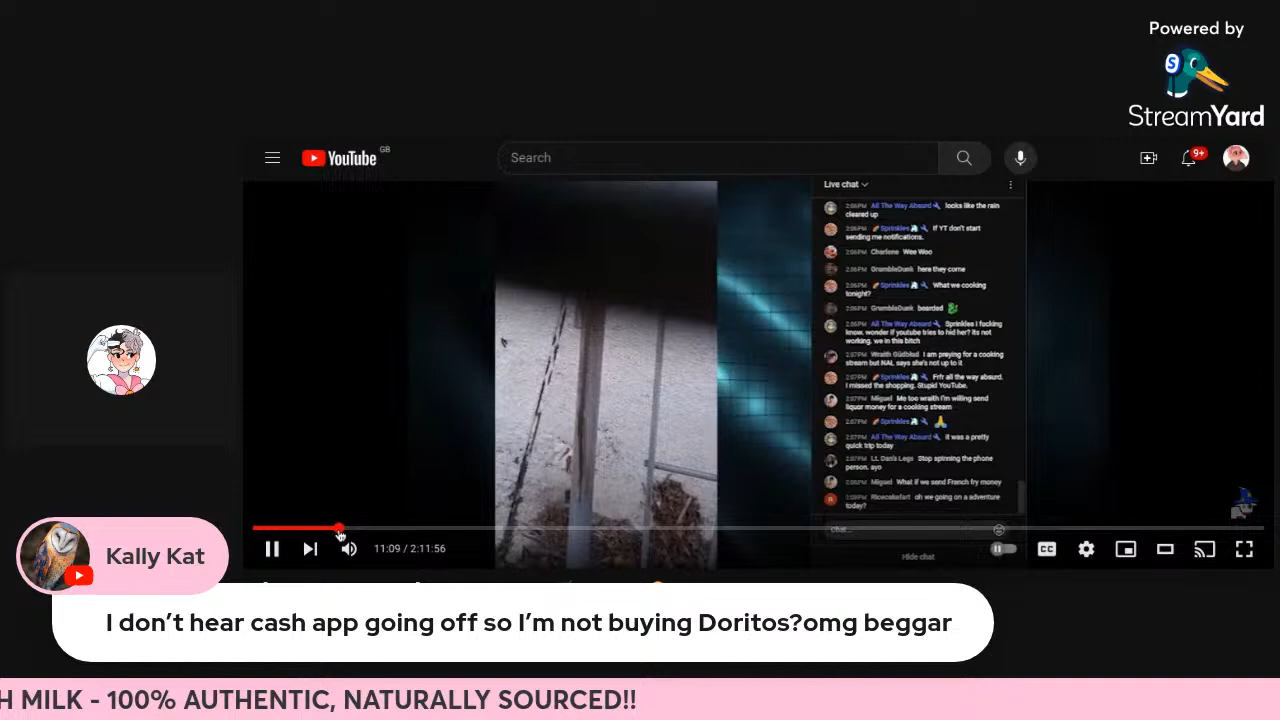 Powered by
StreamYard
YouTube GB
Search
9+
Live chat
2:06PM All The Way Absurd looks like the rain
cleared up
2:06PM Sprinkles If YT don't start
sending me notifications.
2:06PM Charlene Wee Woo
2:06PM GrumbleDunk here they come
2:06PM Sprinkles What we cooking
tonight?
2:06PM GrumbleDunk bearded
2:06PM All The Way Absurd Sprinkles I fucking
know. wonder if youtube tries to hid her? Its not
working. we in this bitch
2:07PM Wraith Güdblud I am preying for a cooking
stream but NAL says she's not up to it
2:07PM Sprinkles Frfr all the way absurd.
I missed the shopping. Stupid YouTube.
2:07PM Miguel Me too wraith I'm willing send
liquor money for a cooking stream
2:07PM Sprinkles
2:07PM All The Way Absurd it was a pretty
quick trip today
2:07PM Lt. Dan's Legs Stop spinning the phone
person. ayo
2:08PM Miguel What if we send French fry money
R 2:09PM Ricecakefart oh we going on a adventure
today?
Chat...
Hide chat
11:09 / 2:11:56
CC
Kally Kat
I don't hear cash app going off so I'm not buying Doritos?omg beggar
H MILK - 100% AUTHENTIC, NATURALLY SOURCED!!